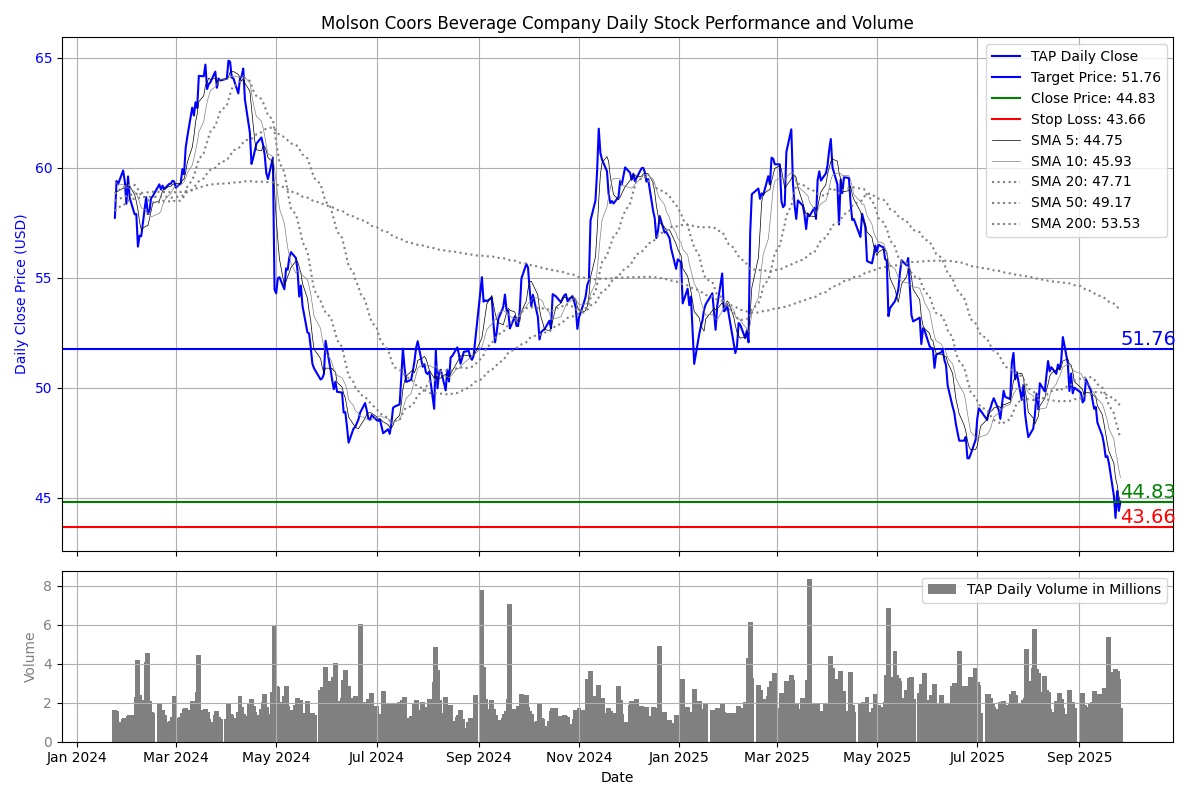 Molson Coors Beverage Company Daily Stock Performance and Volume
Daily Close Price (USD)
65
60
55
50
45
TAP Daily Close
Target Price: 51.76
Close Price: 44.83
Stop Loss: 43.66
SMA 5: 44.75
SMA 10: 45.93
SMA 20: 47.71
SMA 50: 49.17
SMA 200: 53.53
51.76
44.83
43.66
Volume
8
6
4
2
0
TAP Daily Volume in Millions
Jan 2024
Mar 2024
May 2024
Jul 2024
Sep 2024
Nov 2024
Jan 2025
Mar 2025
May 2025
Jul 2025
Sep 2025
Date